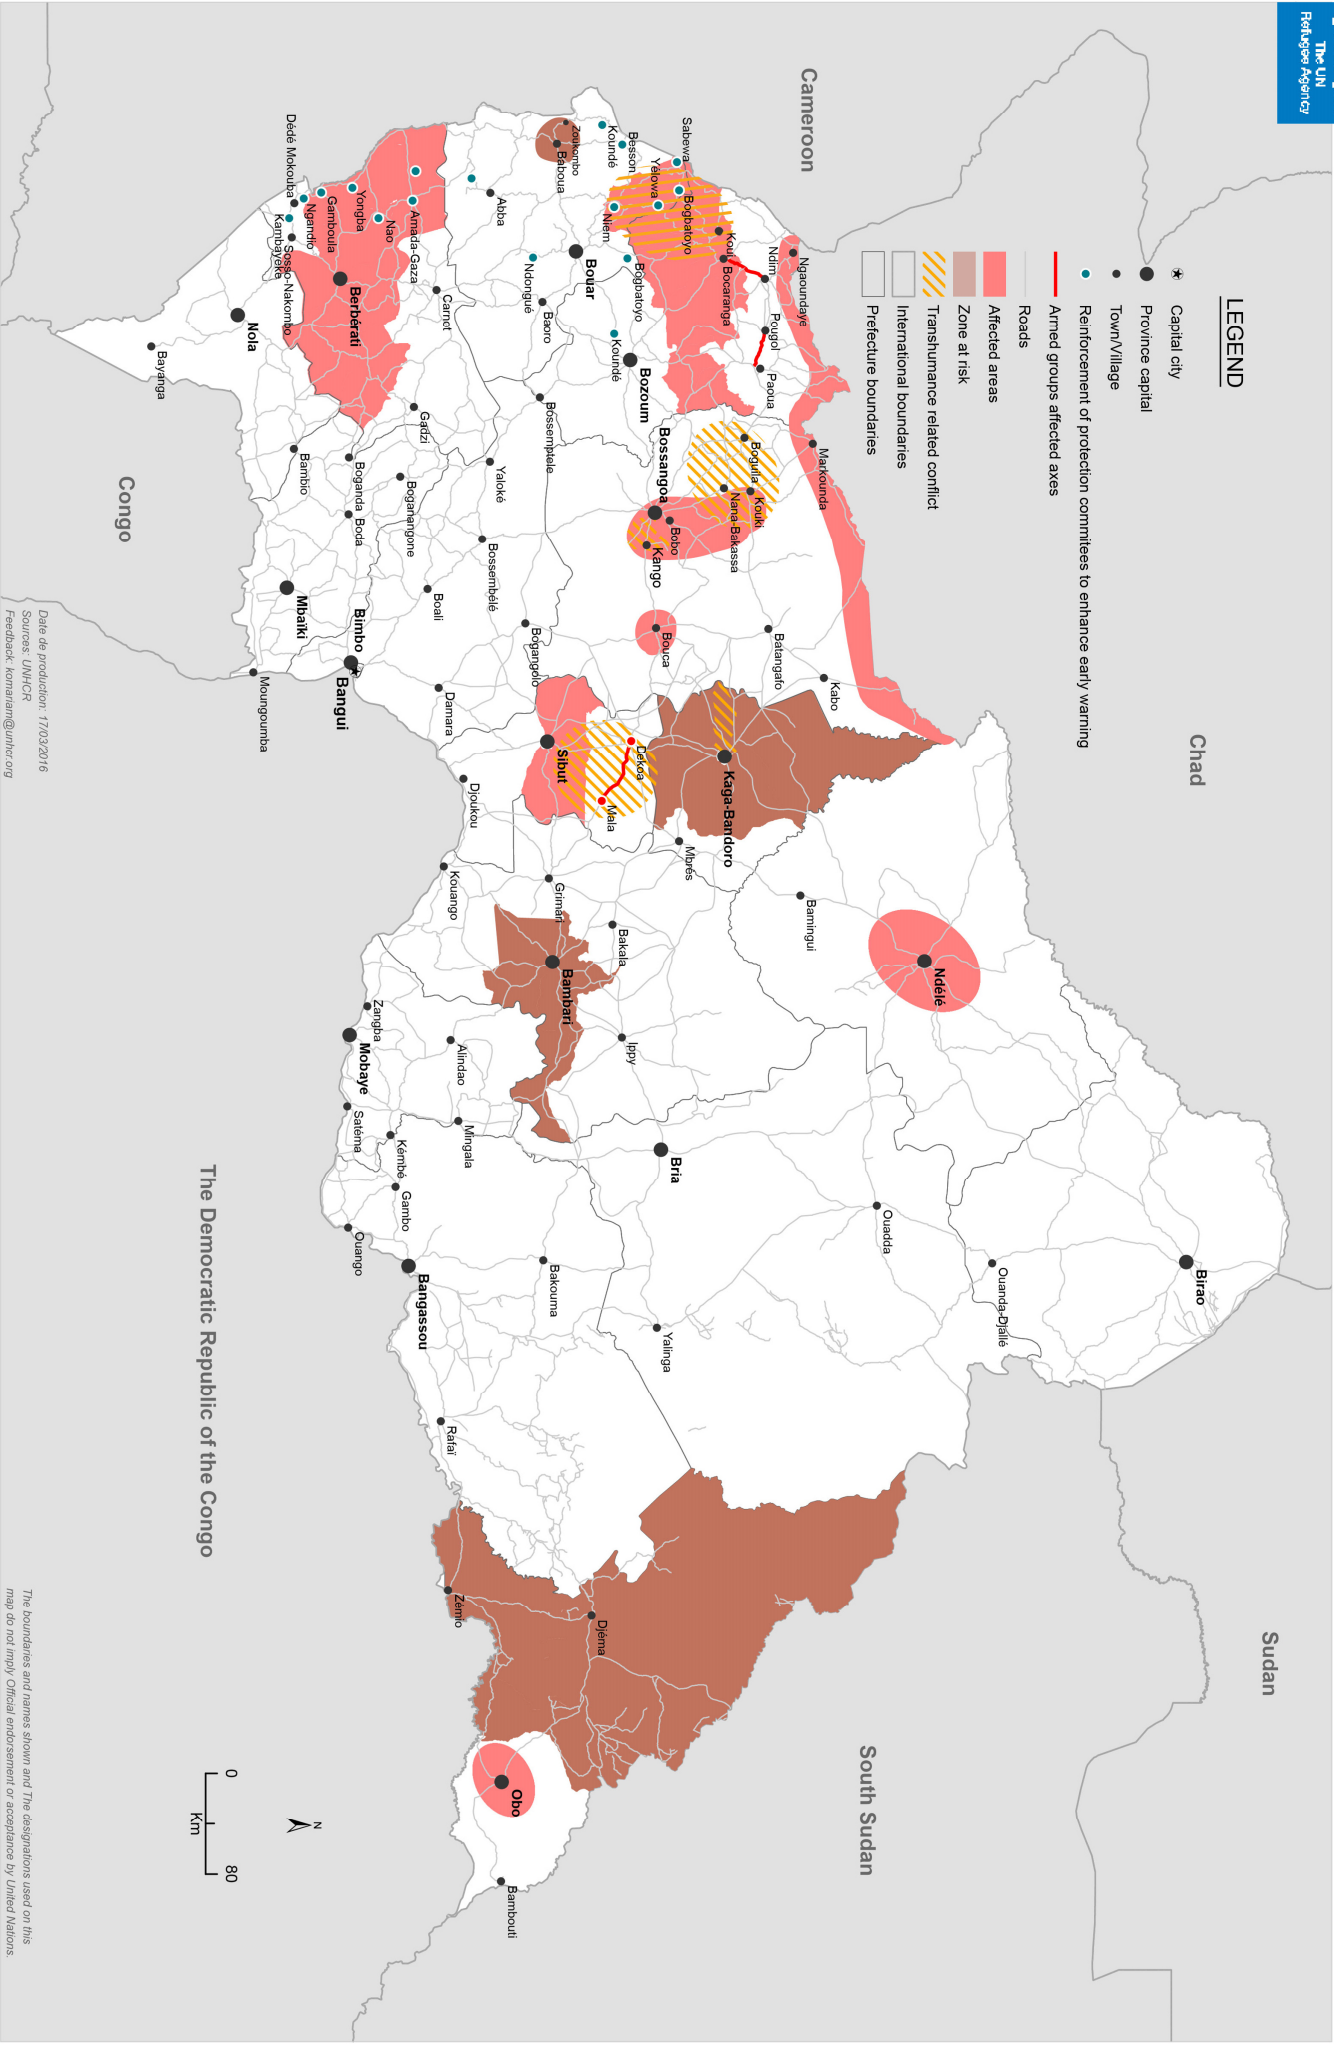 The UN
Refugee Agency
LEGEND
Capital city
Province capital
Town/Village
Reinforcement of protection commitees to enhance early warning
Armed groups affected axes
Roads
Affected areas
Zone at risk
Transhumance related conflict
International boundaries
Prefecture boundaries
Cameroon
Chad
Sudan
South Sudan
Congo
The Democratic Republic of the Congo
Birao
Ouanda-Djallé
Ouadda
Ndélé
Bamingui
Kabo
Batangafo
Markounda
Ngaoundaye
Ndim
Pougol
Paoua
Koui
Bocaranga
Sabewa
Bogbatoyo
Yélowa
Besson
Koundé
Niem
Zoukombo
Baboua
Bogbatoyo
Koundé
Bozoum
Bouar
Ndongué
Baoro
Bossemptele
Abba
Boguila
Kouki
Nana-Bakassa
Bossangoa
Bobo
Kango
Bouca
Kaga-Bandoro
Mbrés
Dekoa
Mala
Sibut
Bogangolo
Damara
Djoukou
Kouango
Grimari
Bakala
Bambari
Ippy
Bria
Yalinga
Bakouma
Alindao
Mingala
Zangba
Mobaye
Satéma
Kémbé
Gambo
Ouango
Bangassou
Rafaï
Zémio
Djéma
Obo
Bambouti
Amada-Gaza
Nao
Yongba
Gamboula
Ngandio
Dédé Mokouba
Kambayeke
Sosso-Nakombo
Berbérati
Carnot
Gadzi
Nola
Bayanga
Bambio
Boganda
Boda
Boganangone
Yaloké
Bossembélé
Boali
Mbaïki
Bimbo
Bangui
Moungoumba
N
0
80
Km
Date de production: 17/03/2016
Sources: UNHCR
Feedback: komariam@unhcr.org
The boundaries and names shown and The designations used on this
map do not imply Official endorsement or acceptance by United Nations.